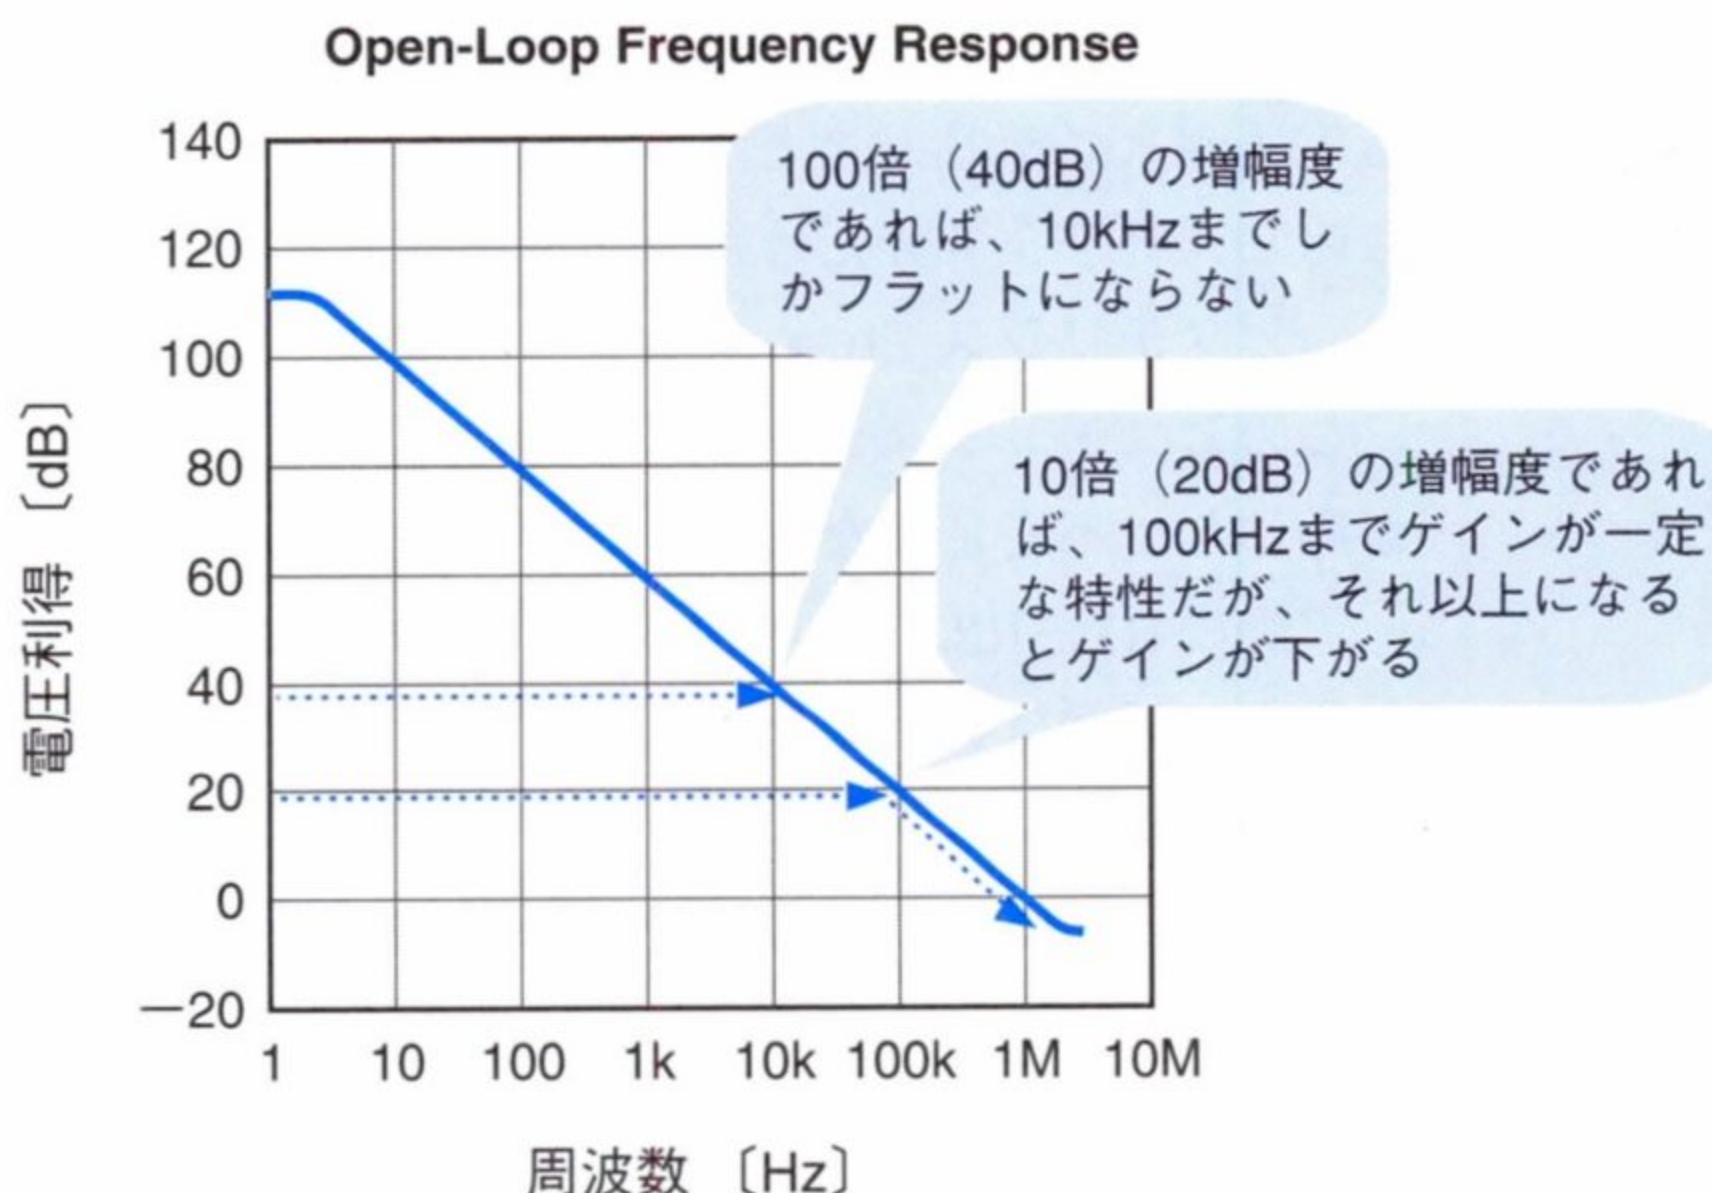 Open-Loop Frequency Response
140
120
100
80
60
40
20
0
−20
電圧利得 〔dB〕
1
10
100
1k
10k
100k
1M
10M
周波数 〔Hz〕
100倍（40dB）の増幅度
であれば、10kHzまでし
かフラットにならない
10倍（20dB）の増幅度であれ
ば、100kHzまでゲインが一定
な特性だが、それ以上になる
とゲインが下がる